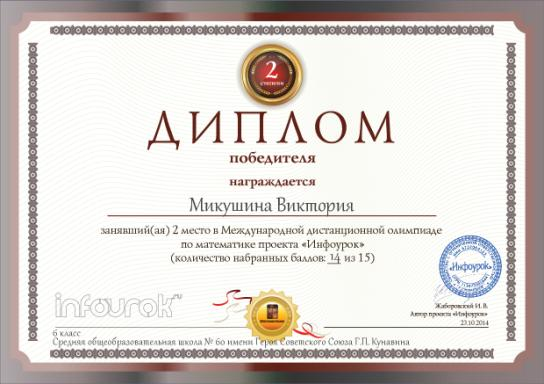 2
степени
ДИПЛОМ
победителя
награждается
Микушина Виктория
занявший(ая) 2 место в Международной дистанционной олимпиаде
по математике проекта «Инфоурок»
(количество набранных баллов: 14 из 15)
«Инфоурок»
infourok.ru
Жаборовский И. В.
Автор проекта «Инфоурок»
23.10.2014
6 класс
Средняя общеобразовательная школа № 60 имени Героя Советского Союза Г.П. Кунавина